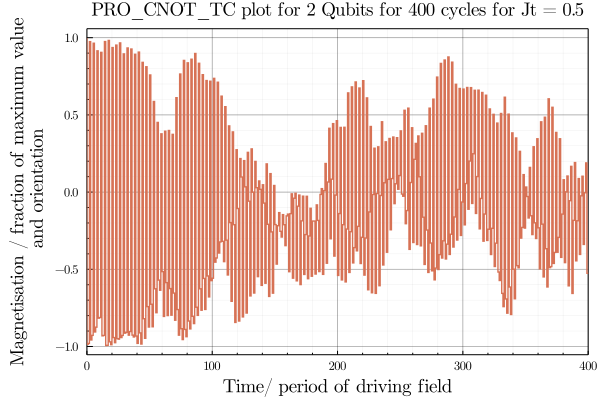 PRO_CNOT_TC plot for 2 Qubits for 400 cycles for Jt = 0.5
Magnetisation / fraction of maximum value
and orientation
1.0
0.5
0.0
−0.5
−1.0
0 100 200 300 400
Time/ period of driving field